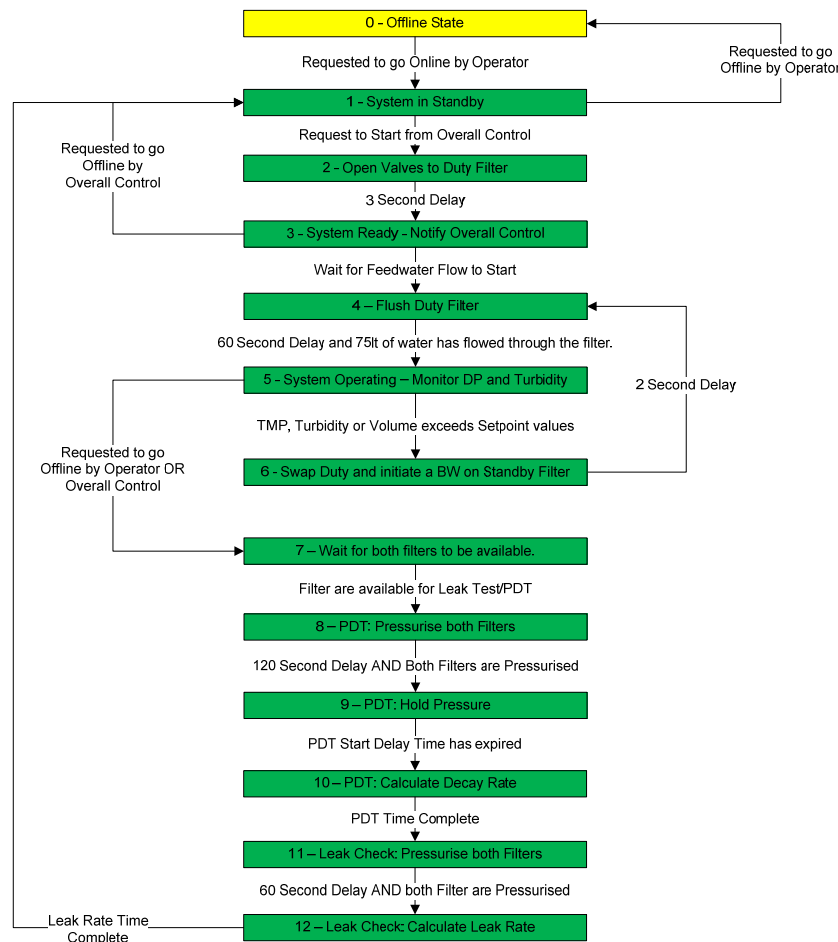 0 - Offline State
Requested to go Online by Operator
Requested to go
Offline by Operator
1 - System in Standby
Request to Start from Overall Control
Requested to go
Offline by
Overall Control
2 - Open Valves to Duty Filter
3 Second Delay
3 - System Ready - Notify Overall Control
Wait for Feedwater Flow to Start
4 – Flush Duty Filter
60 Second Delay and 75lt of water has flowed through the filter.
5 - System Operating – Monitor DP and Turbidity
2 Second Delay
TMP, Turbidity or Volume exceeds Setpoint values
Requested to go
Offline by Operator OR
Overall Control
6 - Swap Duty and initiate a BW on Standby Filter
7 – Wait for both filters to be available.
Filter are available for Leak Test/PDT
8 – PDT: Pressurise both Filters
120 Second Delay AND Both Filters are Pressurised
9 – PDT: Hold Pressure
PDT Start Delay Time has expired
10 – PDT: Calculate Decay Rate
PDT Time Complete
11 – Leak Check: Pressurise both Filters
60 Second Delay AND both Filter are Pressurised
Leak Rate Time
Complete
12 – Leak Check: Calculate Leak Rate